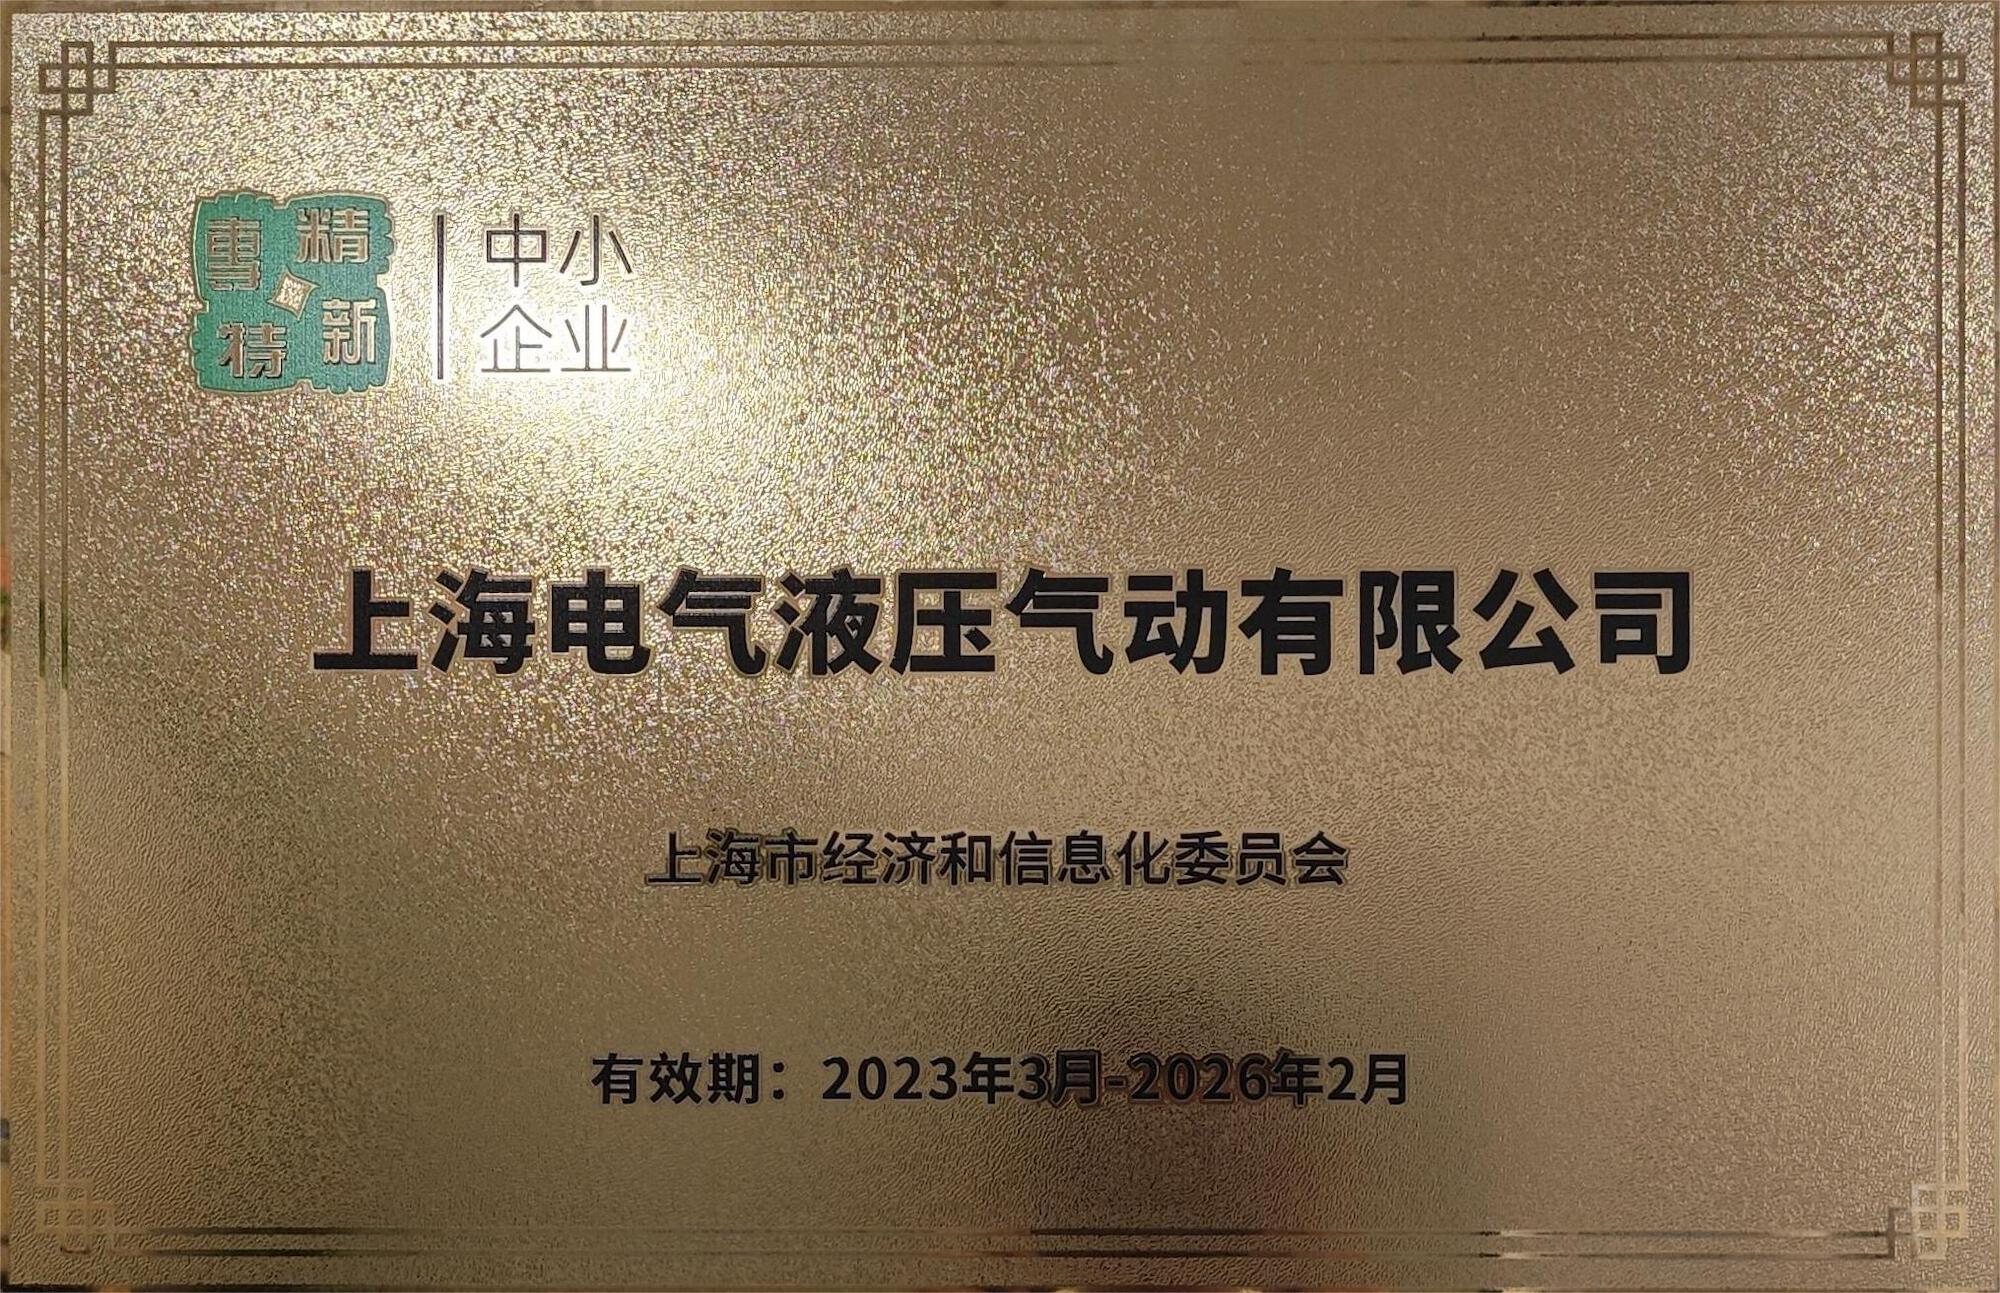 專精
特新
中小
企业
上海电气液压气动有限公司
上海市经济和信息化委员会
有效期：2023年3月-2026年2月